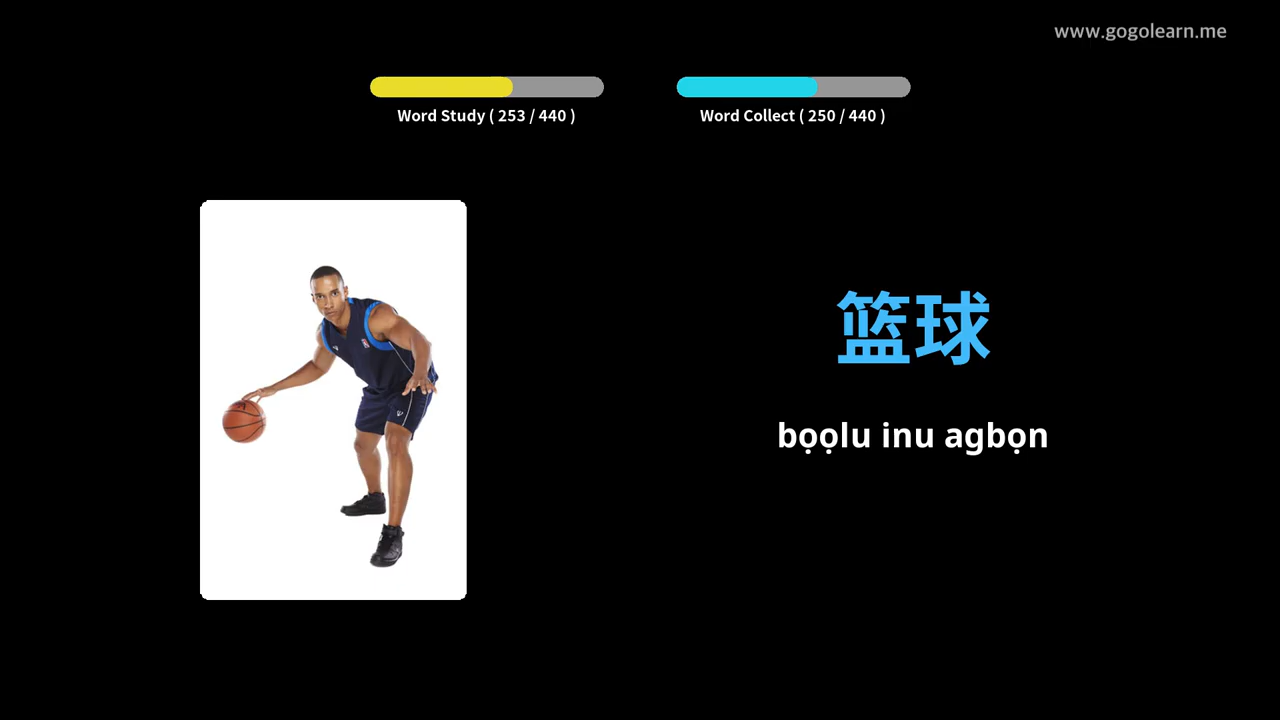 www.gogolearn.me
Word Study ( 253 / 440 )
Word Collect ( 250 / 440 )
篮球
bọọlu inu agbọn